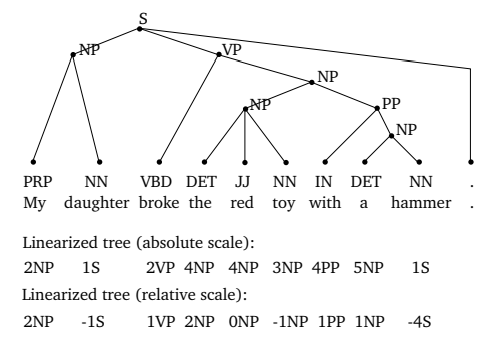 S
NP VP
NP
NP PP
NP
PRP NN VBD DET JJ NN IN DET NN .
My daughter broke the red toy with a hammer .
Linearized tree (absolute scale):
2NP 1S 2VP 4NP 4NP 3NP 4PP 5NP 1S
Linearized tree (relative scale):
2NP -1S 1VP 2NP 0NP -1NP 1PP 1NP -4S